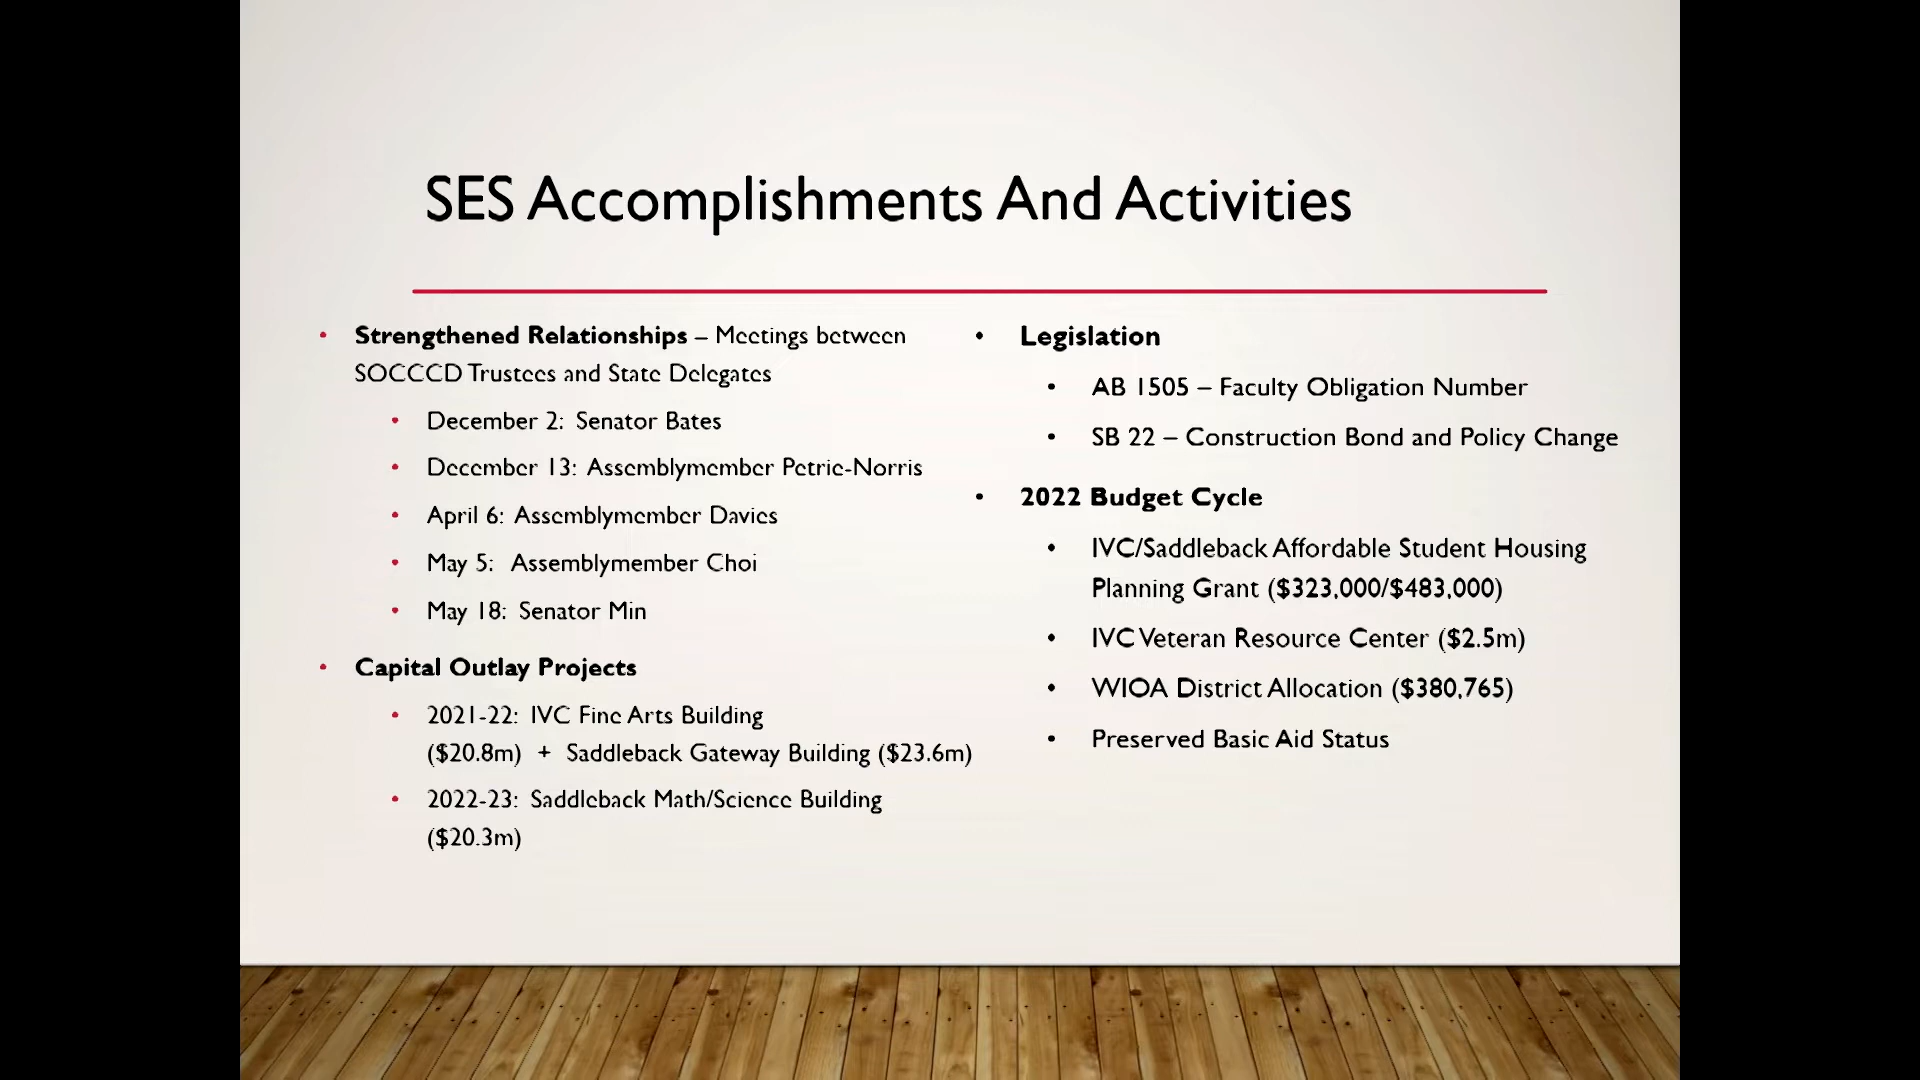 SES Accomplishments And Activities
• Strengthened Relationships – Meetings between
SOCCCD Trustees and State Delegates
• December 2: Senator Bates
• December 13: Assemblymember Petrie-Norris
• April 6: Assemblymember Davies
• May 5: Assemblymember Choi
• May 18: Senator Min
• Capital Outlay Projects
• 2021-22: IVC Fine Arts Building
($20.8m) + Saddleback Gateway Building ($23.6m)
• 2022-23: Saddleback Math/Science Building
($20.3m)
• Legislation
• AB 1505 – Faculty Obligation Number
• SB 22 – Construction Bond and Policy Change
• 2022 Budget Cycle
• IVC/Saddleback Affordable Student Housing
Planning Grant ($323,000/$483,000)
• IVC Veteran Resource Center ($2.5m)
• WIOA District Allocation ($380,765)
• Preserved Basic Aid Status